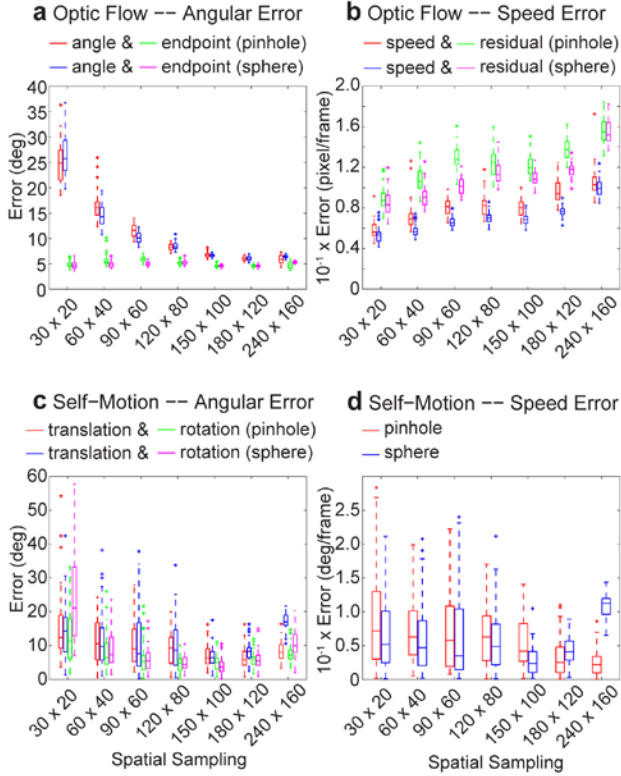 a Optic Flow -- Angular Error
angle & endpoint (pinhole)
angle & endpoint (sphere)
Error (deg)
40
35
30
25
20
15
10
5
0
30 x 20
60 x 40
90 x 60
120 x 80
150 x 100
180 x 120
240 x 160
b Optic Flow -- Speed Error
speed & residual (pinhole)
speed & residual (sphere)
10⁻¹ x Error (pixel/frame)
2.0
1.6
1.2
0.8
0.4
0
30 x 20
60 x 40
90 x 60
120 x 80
150 x 100
180 x 120
240 x 160
c Self-Motion -- Angular Error
translation & rotation (pinhole)
translation & rotation (sphere)
Error (deg)
60
50
40
30
20
10
0
30 x 20
60 x 40
90 x 60
120 x 80
150 x 100
180 x 120
240 x 160
Spatial Sampling
d Self-Motion -- Speed Error
pinhole
sphere
10⁻¹ x Error (deg/frame)
2.5
2.0
1.5
1.0
0.5
0
30 x 20
60 x 40
90 x 60
120 x 80
150 x 100
180 x 120
240 x 160
Spatial Sampling